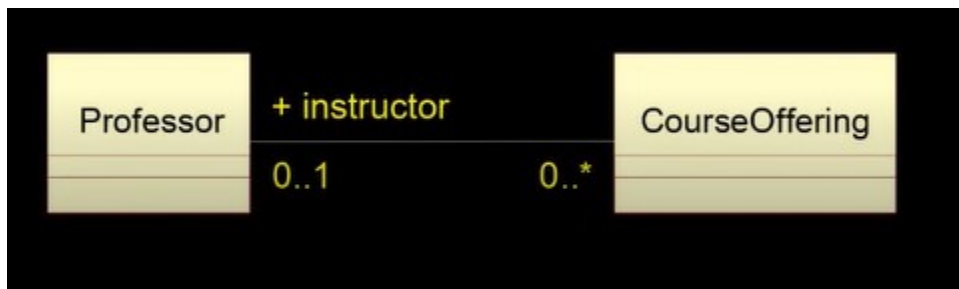 Professor
+ instructor
0..1
0..*
CourseOffering